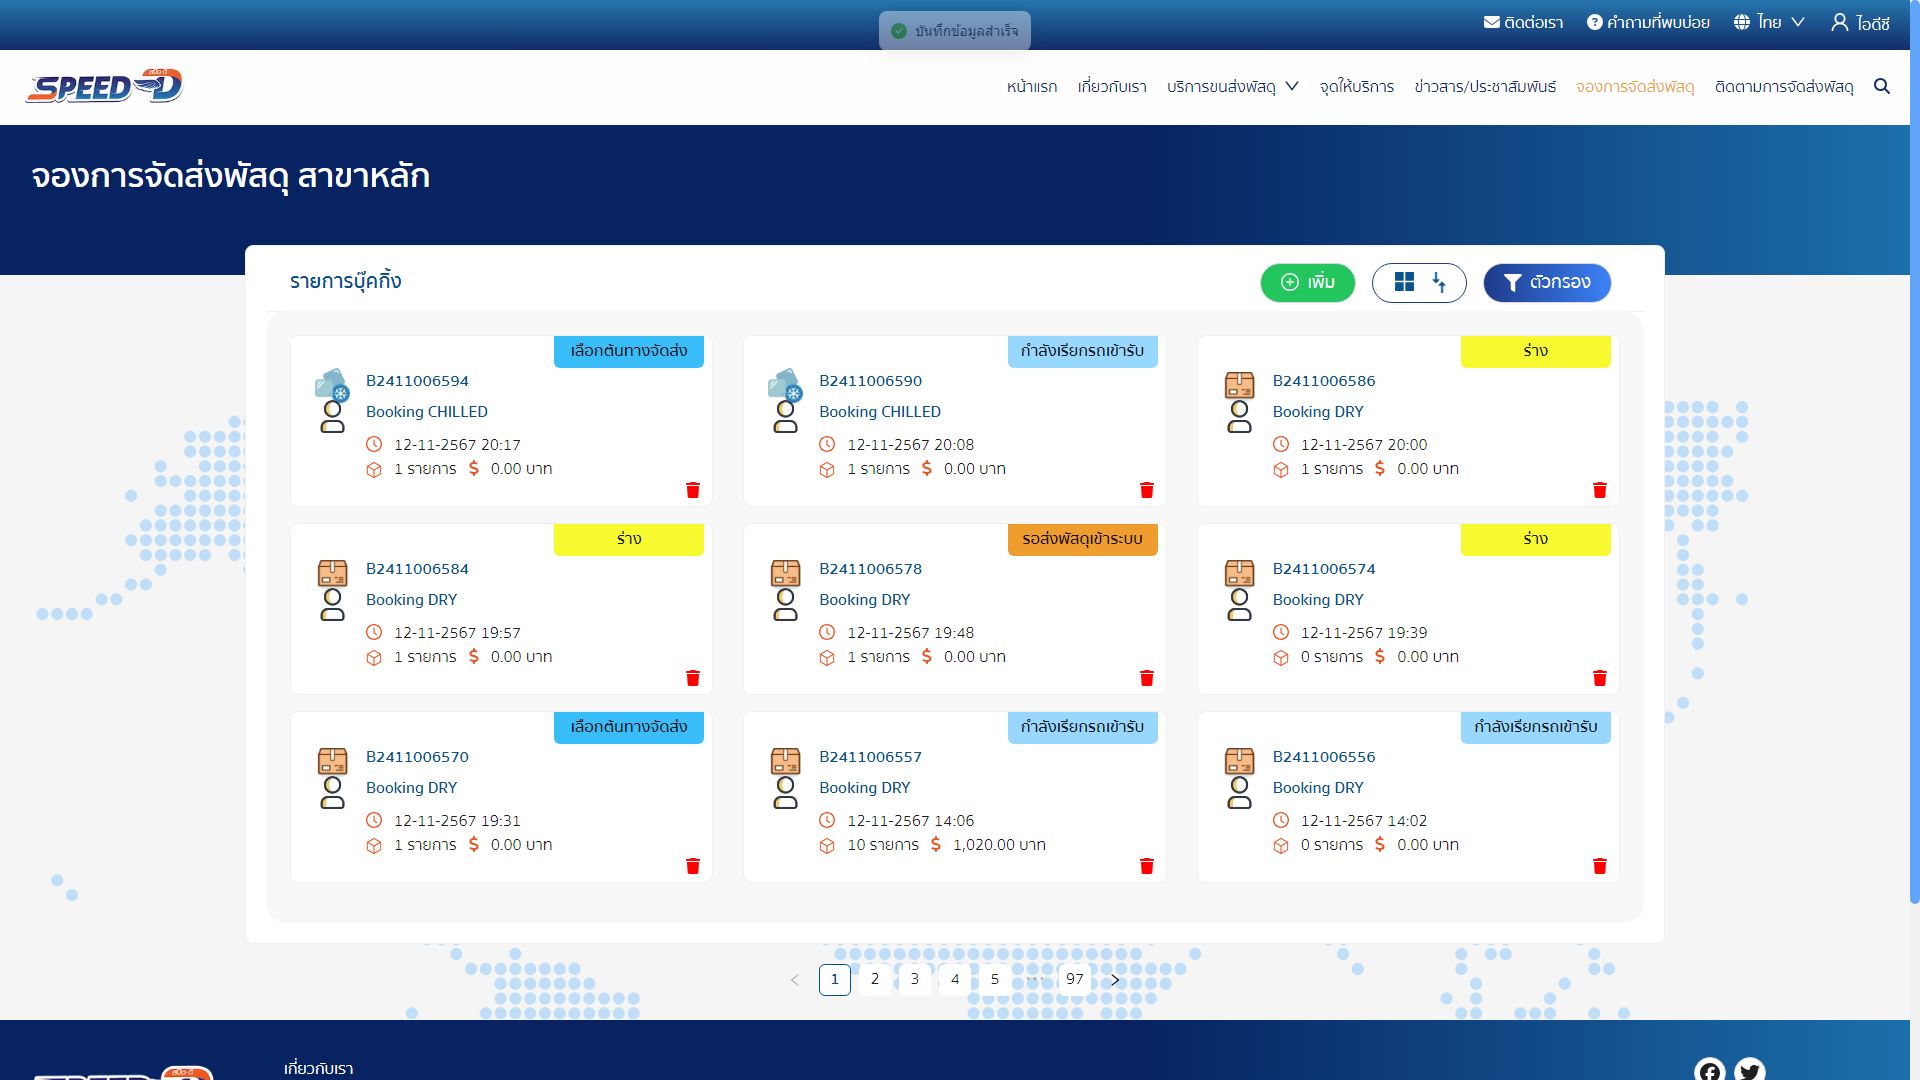 บันทึกข้อมูลสำเร็จ
ติดต่อเรา คำถามที่พบบ่อย ไทย ไอดีซี
SPEED-D สปีด-ดี
หน้าแรก เกี่ยวกับเรา บริการขนส่งพัสดุ จุดให้บริการ ข่าวสาร/ประชาสัมพันธ์ จองการจัดส่งพัสดุ ติดตามการจัดส่งพัสดุ
จองการจัดส่งพัสดุ สาขาหลัก
รายการบุ๊คกิ้ง
เพิ่ม
ตัวกรอง
เลือกต้นทางจัดส่ง
B2411006594
Booking CHILLED
12-11-2567 20:17
1 รายการ $ 0.00 บาท
กำลังเรียกรถเข้ารับ
B2411006590
Booking CHILLED
12-11-2567 20:08
1 รายการ $ 0.00 บาท
ร่าง
B2411006586
Booking DRY
12-11-2567 20:00
1 รายการ $ 0.00 บาท
ร่าง
B2411006584
Booking DRY
12-11-2567 19:57
1 รายการ $ 0.00 บาท
รอส่งพัสดุเข้าระบบ
B2411006578
Booking DRY
12-11-2567 19:48
1 รายการ $ 0.00 บาท
ร่าง
B2411006574
Booking DRY
12-11-2567 19:39
0 รายการ $ 0.00 บาท
เลือกต้นทางจัดส่ง
B2411006570
Booking DRY
12-11-2567 19:31
1 รายการ $ 0.00 บาท
กำลังเรียกรถเข้ารับ
B2411006557
Booking DRY
12-11-2567 14:06
10 รายการ $ 1,020.00 บาท
กำลังเรียกรถเข้ารับ
B2411006556
Booking DRY
12-11-2567 14:02
0 รายการ $ 0.00 บาท
< 1 2 3 4 5 ••• 97 >
เกี่ยวกับเรา